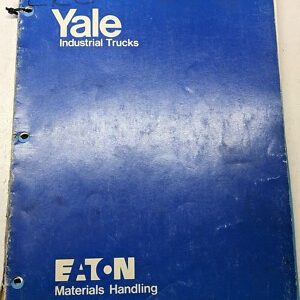 Yale
Industrial Trucks
EATON
Materials Handling